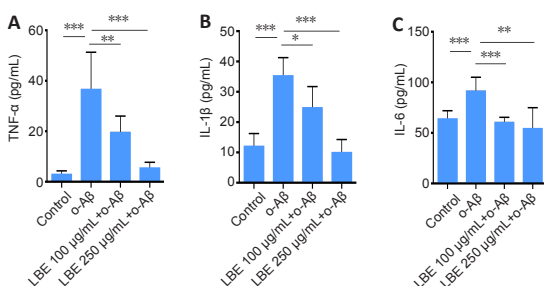 A
TNF-α (pg/mL)
60
40
20
0
***
**
***
Control
o-Aβ
LBE 100 μg/mL+o-Aβ
LBE 250 μg/mL+o-Aβ
B
IL-1β (pg/mL)
50
40
30
20
10
0
***
*
***
Control
o-Aβ
LBE 100 μg/mL+o-Aβ
LBE 250 μg/mL+o-Aβ
C
IL-6 (pg/mL)
150
100
50
0
***
***
**
Control
o-Aβ
LBE 100 μg/mL+o-Aβ
LBE 250 μg/mL+o-Aβ